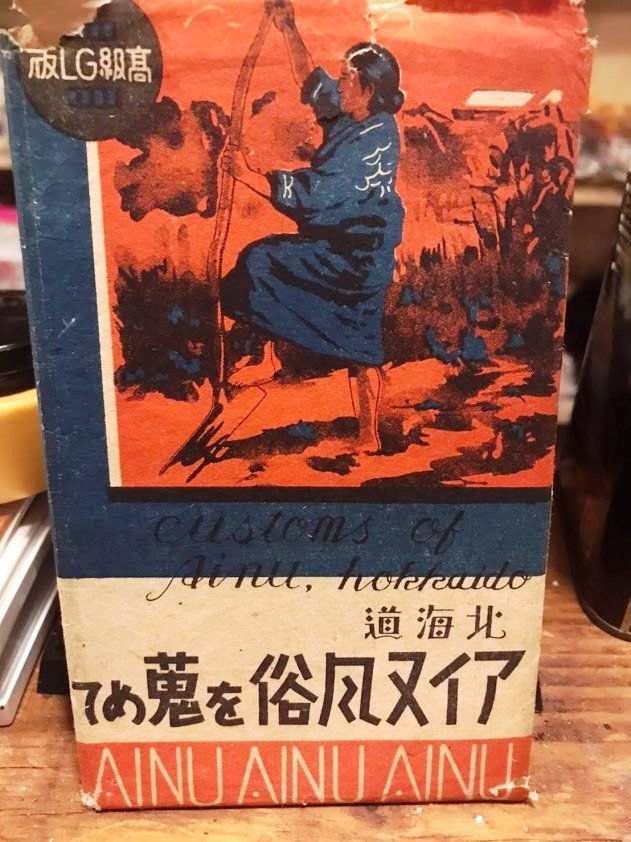 高級GL版
customs of
Ainu, hokkaido
北海道
アイヌ風俗を蒐めて
AINU AINU AINU